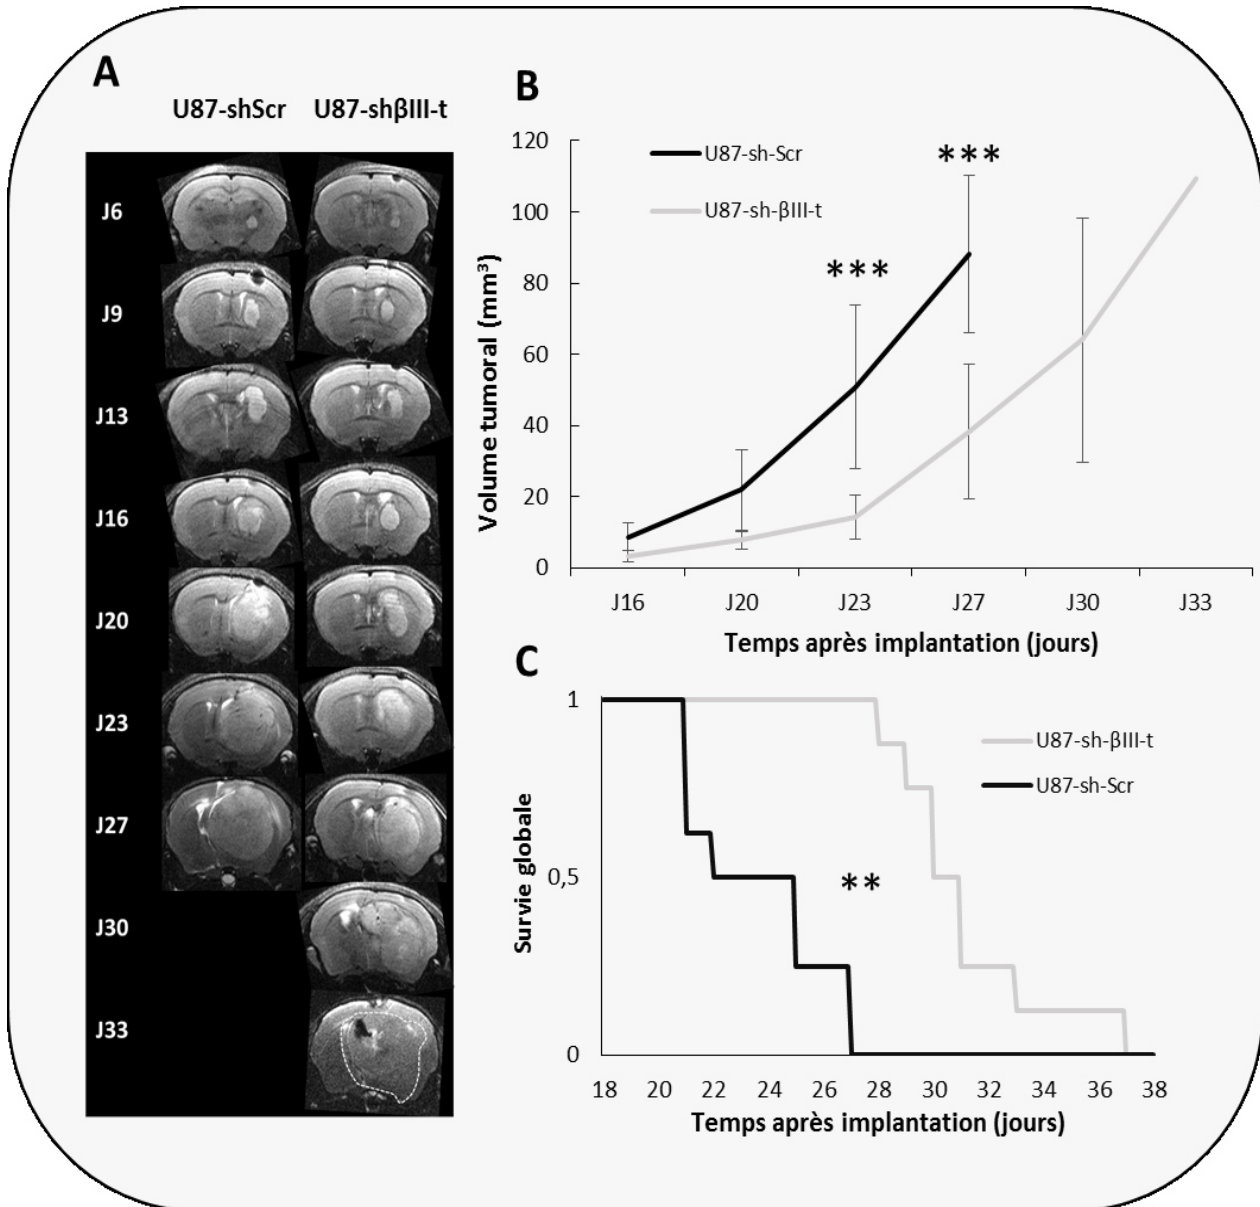 A
U87-shScr U87-shβIII-t
J6
J9
J13
J16
J20
J23
J27
J30
J33
B
U87-sh-Scr
U87-sh-βIII-t
***
***
Volume tumoral (mm³)
120
100
80
60
40
20
0
J16 J20 J23 J27 J30 J33
Temps après implantation (jours)
C
U87-sh-βIII-t
U87-sh-Scr
**
Survie globale
1
0,5
0
18 20 22 24 26 28 30 32 34 36 38
Temps après implantation (jours)